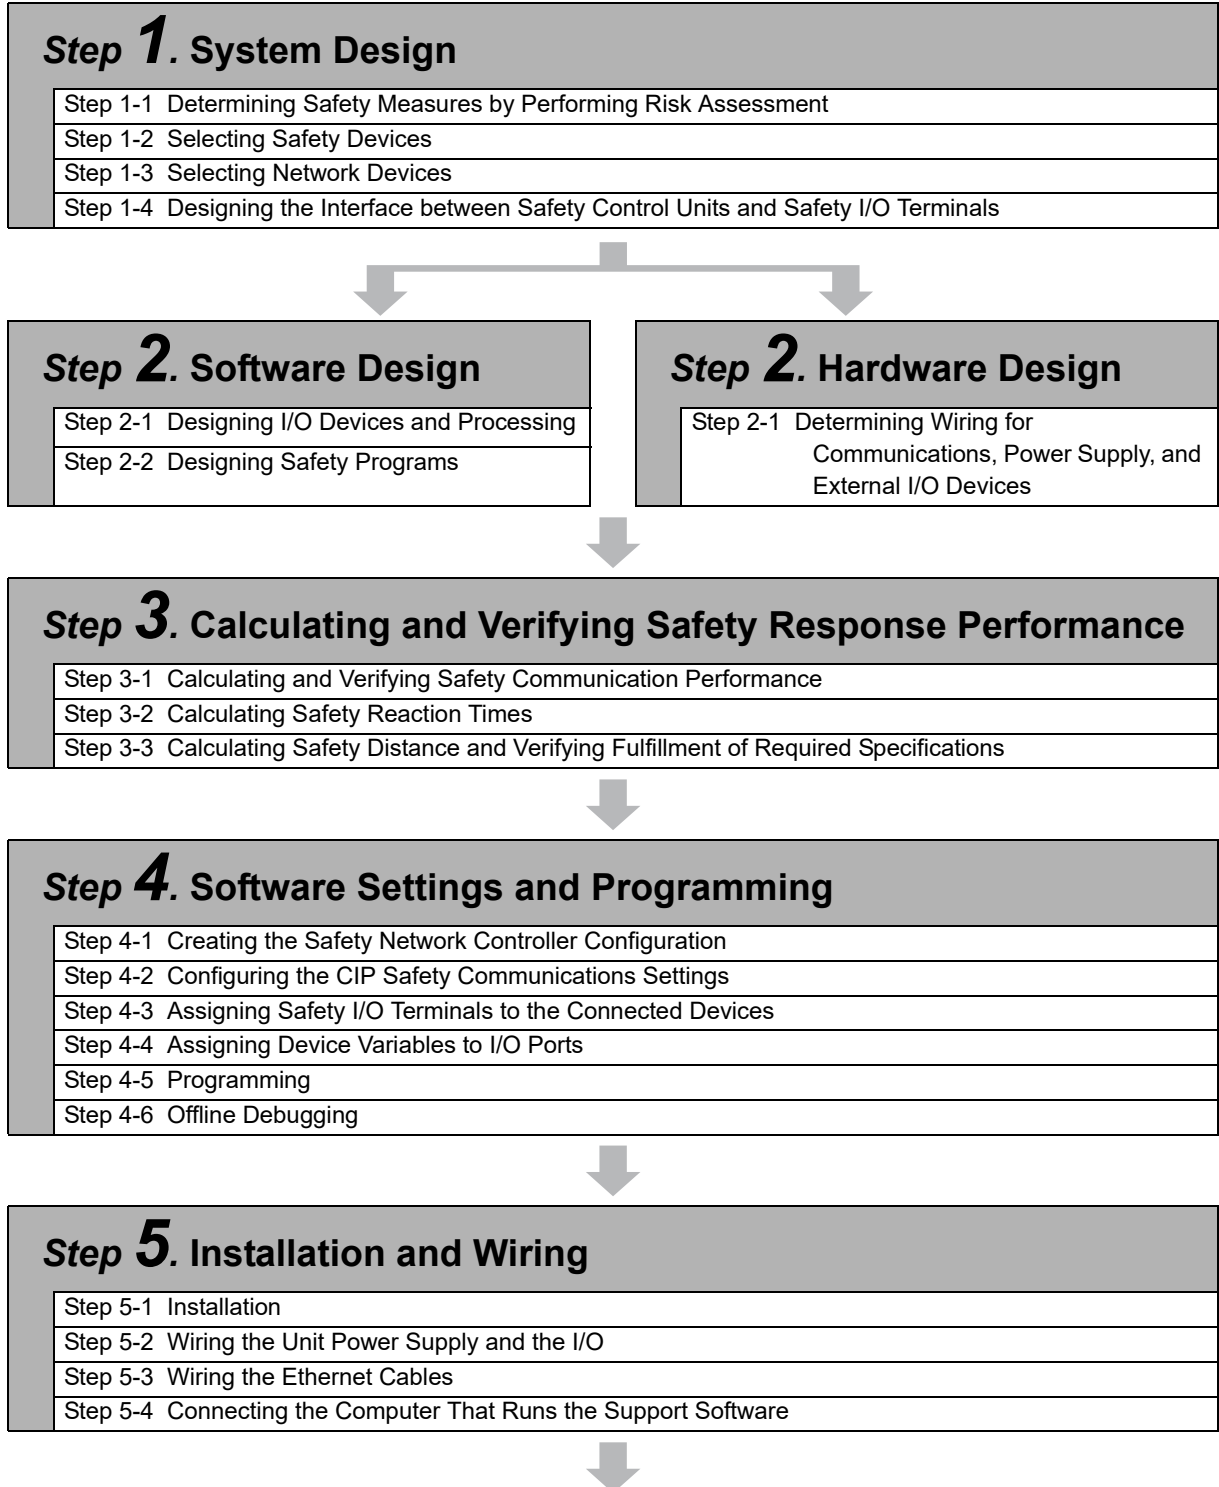 Step 1. System Design
Step 1-1 Determining Safety Measures by Performing Risk Assessment
Step 1-2 Selecting Safety Devices
Step 1-3 Selecting Network Devices
Step 1-4 Designing the Interface between Safety Control Units and Safety I/O Terminals
Step 2. Software Design
Step 2-1 Designing I/O Devices and Processing
Step 2-2 Designing Safety Programs
Step 2. Hardware Design
Step 2-1 Determining Wiring for
Communications, Power Supply, and
External I/O Devices
Step 3. Calculating and Verifying Safety Response Performance
Step 3-1 Calculating and Verifying Safety Communication Performance
Step 3-2 Calculating Safety Reaction Times
Step 3-3 Calculating Safety Distance and Verifying Fulfillment of Required Specifications
Step 4. Software Settings and Programming
Step 4-1 Creating the Safety Network Controller Configuration
Step 4-2 Configuring the CIP Safety Communications Settings
Step 4-3 Assigning Safety I/O Terminals to the Connected Devices
Step 4-4 Assigning Device Variables to I/O Ports
Step 4-5 Programming
Step 4-6 Offline Debugging
Step 5. Installation and Wiring
Step 5-1 Installation
Step 5-2 Wiring the Unit Power Supply and the I/O
Step 5-3 Wiring the Ethernet Cables
Step 5-4 Connecting the Computer That Runs the Support Software